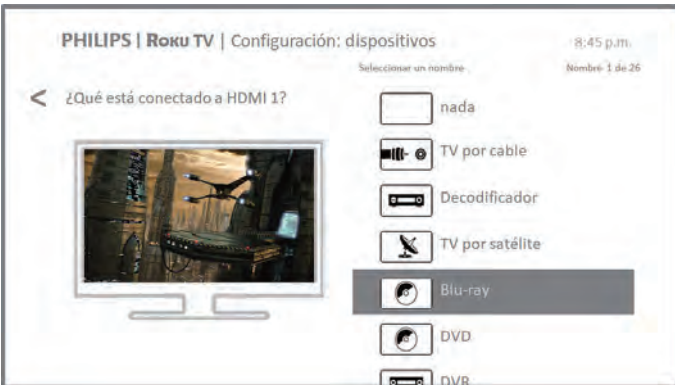 PHILIPS | ROKU TV | Configuración: dispositivos
8:45 p.m.
Seleccionar un nombre
Nombre 1 de 26
< ¿Qué está conectado a HDMI 1?
nada
TV por cable
Decodificador
TV por satélite
Blu-ray
DVD
DVR